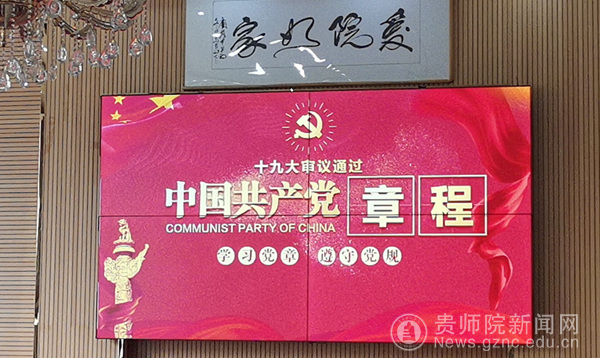 爱院如家
十九大审议通过
中国共产党章程
COMMUNIST PARTY OF CHINA
学习党章 遵守党规
贵师院新闻网
News.gznc.edu.cn